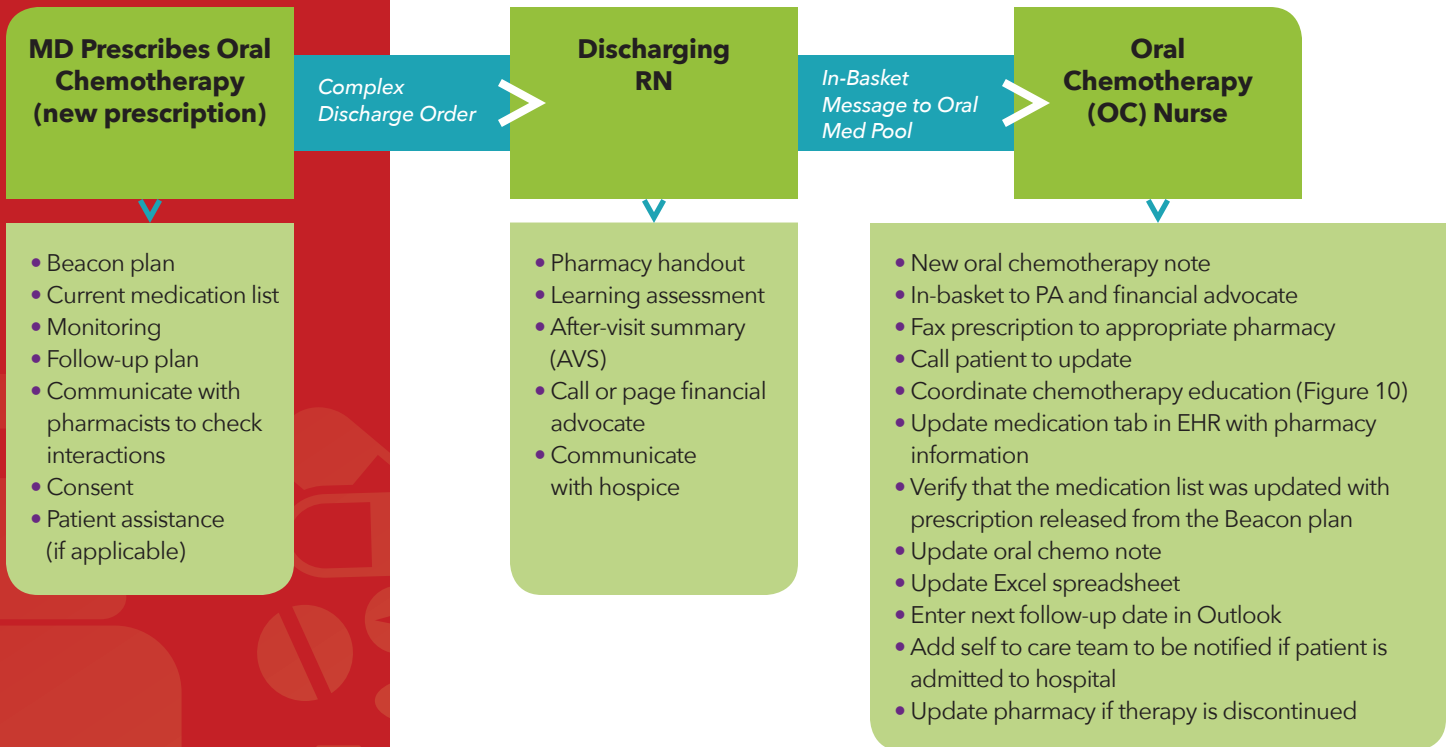 MD Prescribes Oral
Chemotherapy
(new prescription)
Complex
Discharge Order
Discharging
RN
In-Basket
Message to Oral
Med Pool
Oral
Chemotherapy
(OC) Nurse
• Beacon plan
• Current medication list
• Monitoring
• Follow-up plan
• Communicate with
pharmacists to check
interactions
• Consent
• Patient assistance
(if applicable)
• Pharmacy handout
• Learning assessment
• After-visit summary
(AVS)
• Call or page financial
advocate
• Communicate
with hospice
• New oral chemotherapy note
• In-basket to PA and financial advocate
• Fax prescription to appropriate pharmacy
• Call patient to update
• Coordinate chemotherapy education (Figure 10)
• Update medication tab in EHR with pharmacy
information
• Verify that the medication list was updated with
prescription released from the Beacon plan
• Update oral chemo note
• Update Excel spreadsheet
• Enter next follow-up date in Outlook
• Add self to care team to be notified if patient is
admitted to hospital
• Update pharmacy if therapy is discontinued